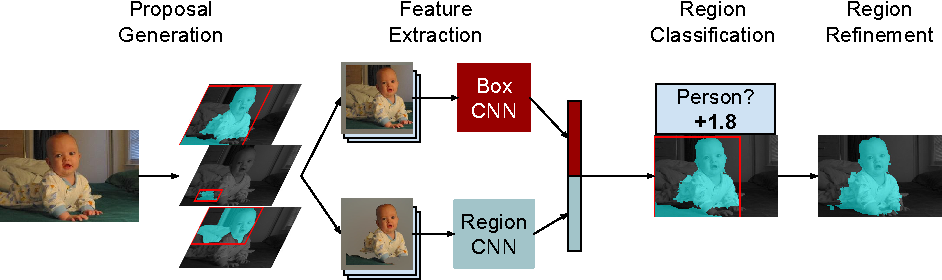 Proposal
Generation
Feature
Extraction
Region
Classification
Region
Refinement
Box
CNN
Region
CNN
Person?
+1.8